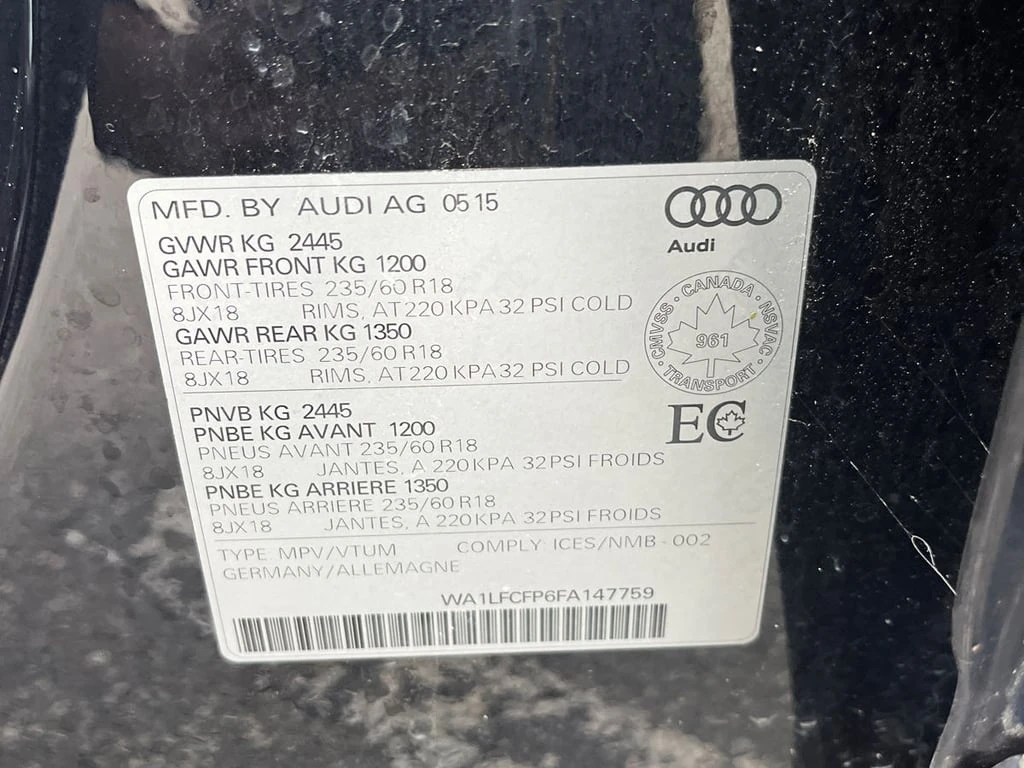 MFD. BY AUDI AG 05 15
Audi
GVWR KG 2445
GAWR FRONT KG 1200
FRONT-TIRES 235/60 R18
8JX18 RIMS, AT 220 KPA 32 PSI COLD
GAWR REAR KG 1350
REAR-TIRES 235/60 R18
8JX18 RIMS, AT 220 KPA 32 PSI COLD
CMVSS · CANADA · NSVAC · TRANSPORT ·
961
PNVB KG 2445
PNBE KG AVANT 1200
PNEUS AVANT 235/60 R18
8JX18 JANTES, A 220 KPA 32PSI FROIDS
PNBE KG ARRIERE 1350
PNEUS ARRIERE 235/60 R18
8JX18 JANTES, A 220 KPA 32PSI FROIDS
EC
TYPE MPV/VTUM COMPLY ICES/NMB-002
GERMANY/ALLEMAGNE
WA1LFCFP6FA147759